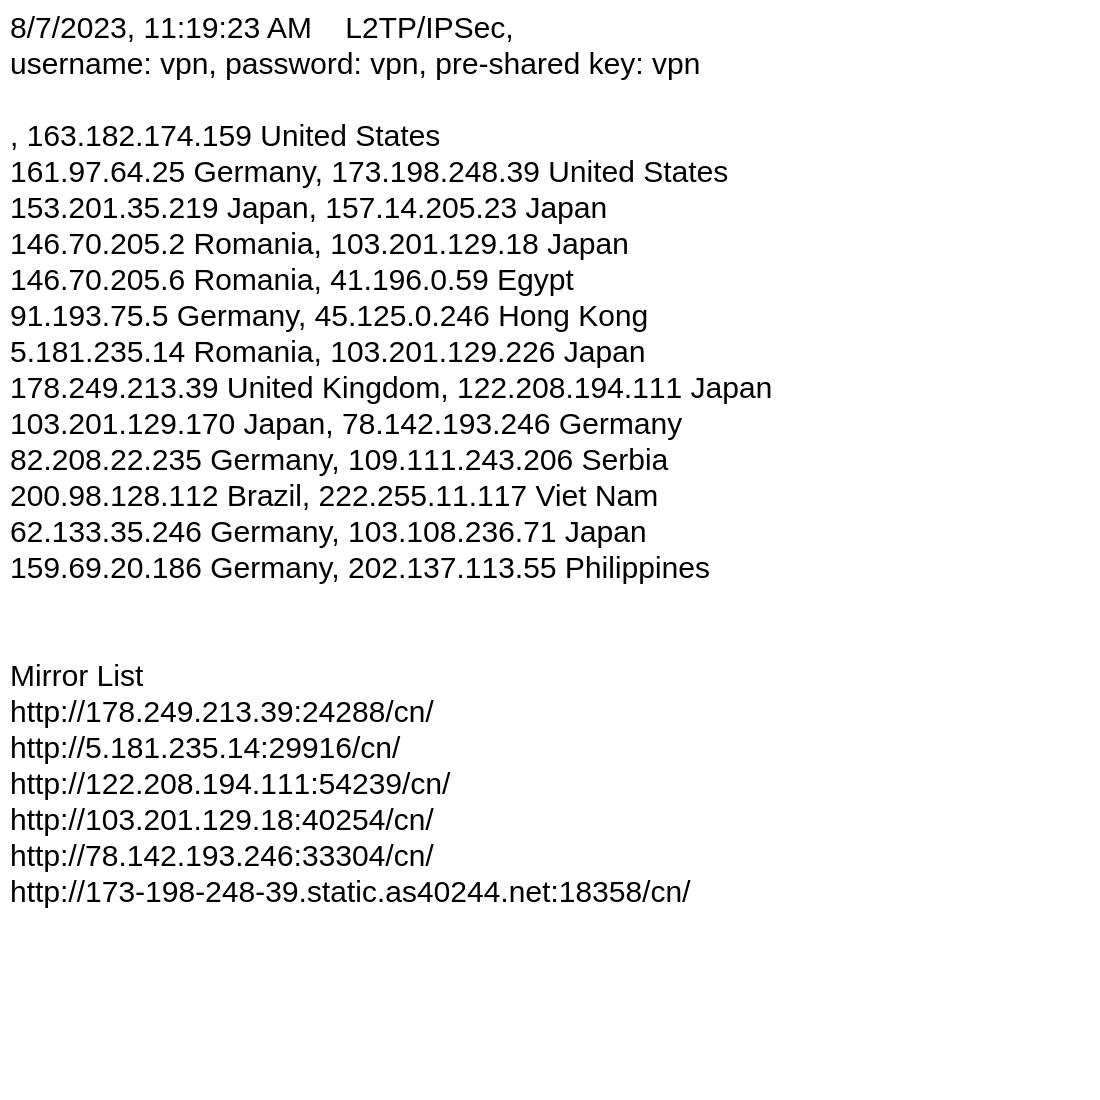 8/7/2023, 11:19:23 AM    L2TP/IPSec,
username: vpn, password: vpn, pre-shared key: vpn
, 163.182.174.159 United States
161.97.64.25 Germany, 173.198.248.39 United States
153.201.35.219 Japan, 157.14.205.23 Japan
146.70.205.2 Romania, 103.201.129.18 Japan
146.70.205.6 Romania, 41.196.0.59 Egypt
91.193.75.5 Germany, 45.125.0.246 Hong Kong
5.181.235.14 Romania, 103.201.129.226 Japan
178.249.213.39 United Kingdom, 122.208.194.111 Japan
103.201.129.170 Japan, 78.142.193.246 Germany
82.208.22.235 Germany, 109.111.243.206 Serbia
200.98.128.112 Brazil, 222.255.11.117 Viet Nam
62.133.35.246 Germany, 103.108.236.71 Japan
159.69.20.186 Germany, 202.137.113.55 Philippines
Mirror List
http://178.249.213.39:24288/cn/
http://5.181.235.14:29916/cn/
http://122.208.194.111:54239/cn/
http://103.201.129.18:40254/cn/
http://78.142.193.246:33304/cn/
http://173-198-248-39.static.as40244.net:18358/cn/